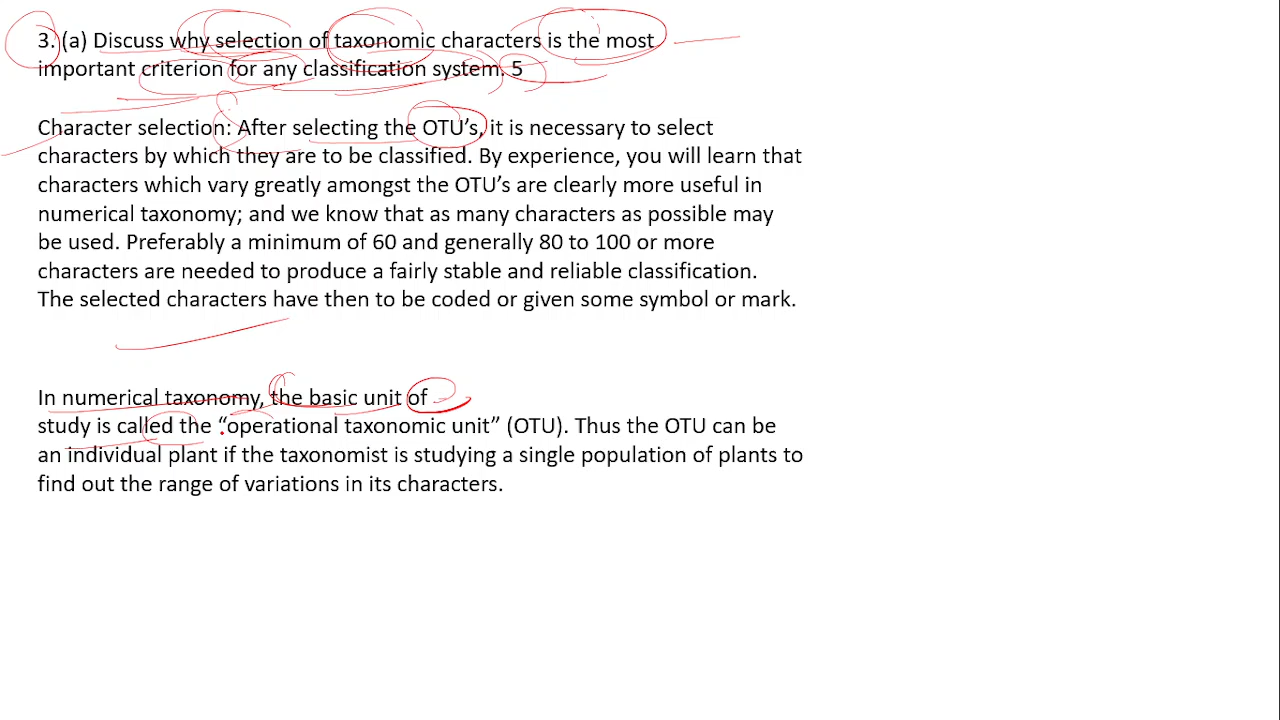 3. (a) Discuss why selection of taxonomic characters is the most
important criterion for any classification system. 5
Character selection: After selecting the OTU’s, it is necessary to select
characters by which they are to be classified. By experience, you will learn that
characters which vary greatly amongst the OTU’s are clearly more useful in
numerical taxonomy; and we know that as many characters as possible may
be used. Preferably a minimum of 60 and generally 80 to 100 or more
characters are needed to produce a fairly stable and reliable classification.
The selected characters have then to be coded or given some symbol or mark.
In numerical taxonomy, the basic unit of
study is called the “operational taxonomic unit” (OTU). Thus the OTU can be
an individual plant if the taxonomist is studying a single population of plants to
find out the range of variations in its characters.